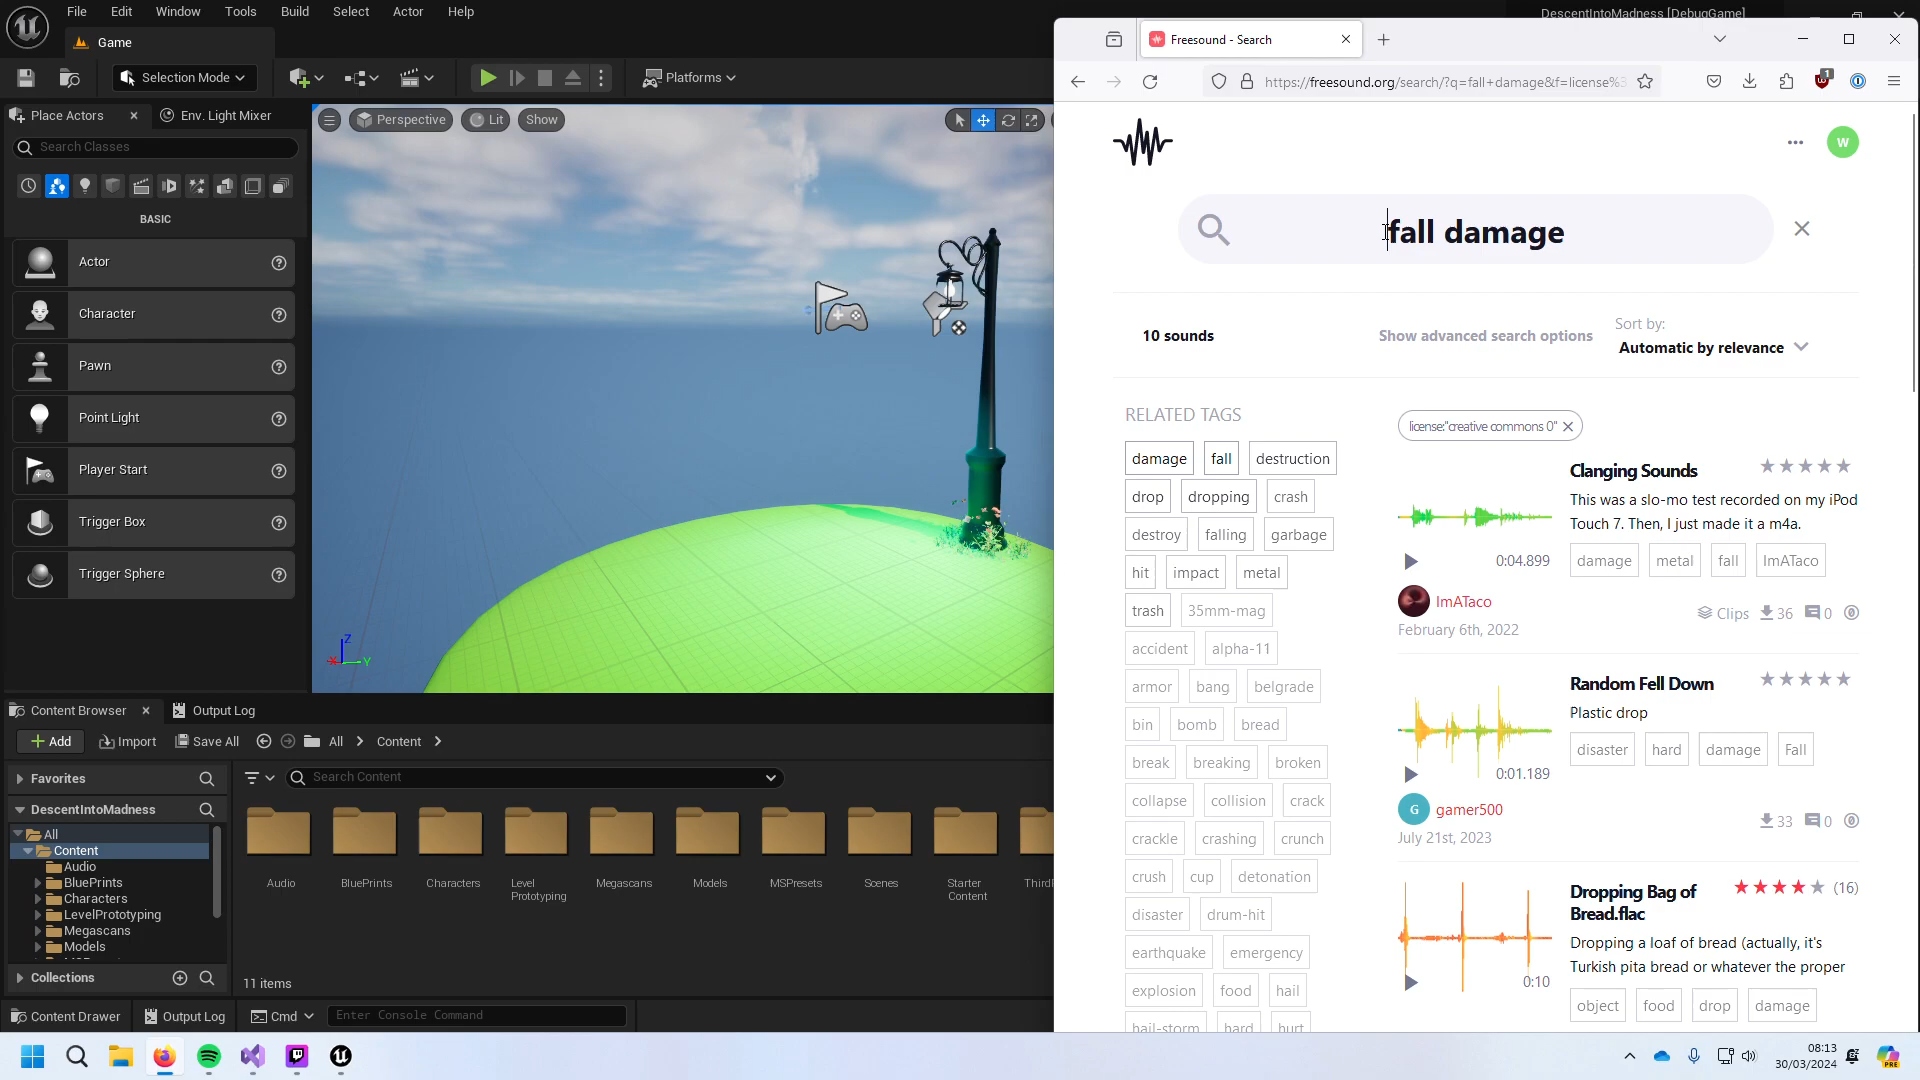 File Edit Window Tools Build Select Actor Help
DescentIntoMadness [DebugGame]
Game
Selection Mode
Platforms
Place Actors
Env. Light Mixer
Search Classes
BASIC
Actor
Character
Pawn
Point Light
Player Start
Trigger Box
Trigger Sphere
Perspective
Lit
Show
Z
X
Y
Content Browser
Output Log
Add
Import
Save All
All
Content
Favorites
Search Content
DescentIntoMadness
All
Content
Audio
BluePrints
Characters
LevelPrototyping
Megascans
Models
Collections
Audio
BluePrints
Characters
Level
Prototyping
Megascans
Models
MSPresets
Scenes
Starter
Content
11 items
Content Drawer
Output Log
Cmd
Enter Console Command
Freesound - Search
https://freesound.org/search/?q=fall+damage&f=license%3
1
W
fall damage
10 sounds
Show advanced search options
Sort by:
Automatic by relevance
RELATED TAGS
damage fall destruction
drop dropping crash
destroy falling garbage
hit impact metal
trash 35mm-mag
accident alpha-11
armor bang belgrade
bin bomb bread
break breaking broken
collapse collision crack
crackle crashing crunch
crush cup detonation
disaster drum-hit
earthquake emergency
explosion food hail
hail-storm hard hurt
license:"creative commons 0"
Clanging Sounds
This was a slo-mo test recorded on my iPod
Touch 7. Then, I just made it a m4a.
0:04.899
damage metal fall ImATaco
ImATaco
February 6th, 2022
Clips 36 0
Random Fell Down
Plastic drop
0:01.189
disaster hard damage Fall
G
gamer500
July 21st, 2023
33 0
Dropping Bag of
Bread.flac
(16)
Dropping a loaf of bread (actually, it's
Turkish pita bread or whatever the proper
0:10
object food drop damage
08:13
30/03/2024
PRE